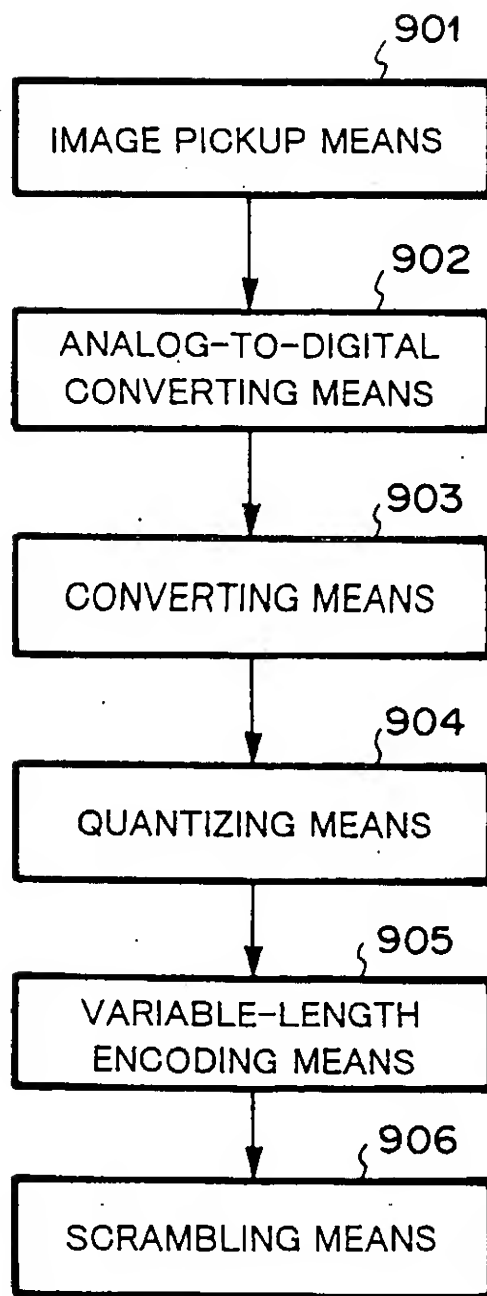 901
IMAGE PICKUP MEANS
902
ANALOG-TO-DIGITAL
CONVERTING MEANS
903
CONVERTING MEANS
904
QUANTIZING MEANS
905
VARIABLE-LENGTH
ENCODING MEANS
906
SCRAMBLING MEANS